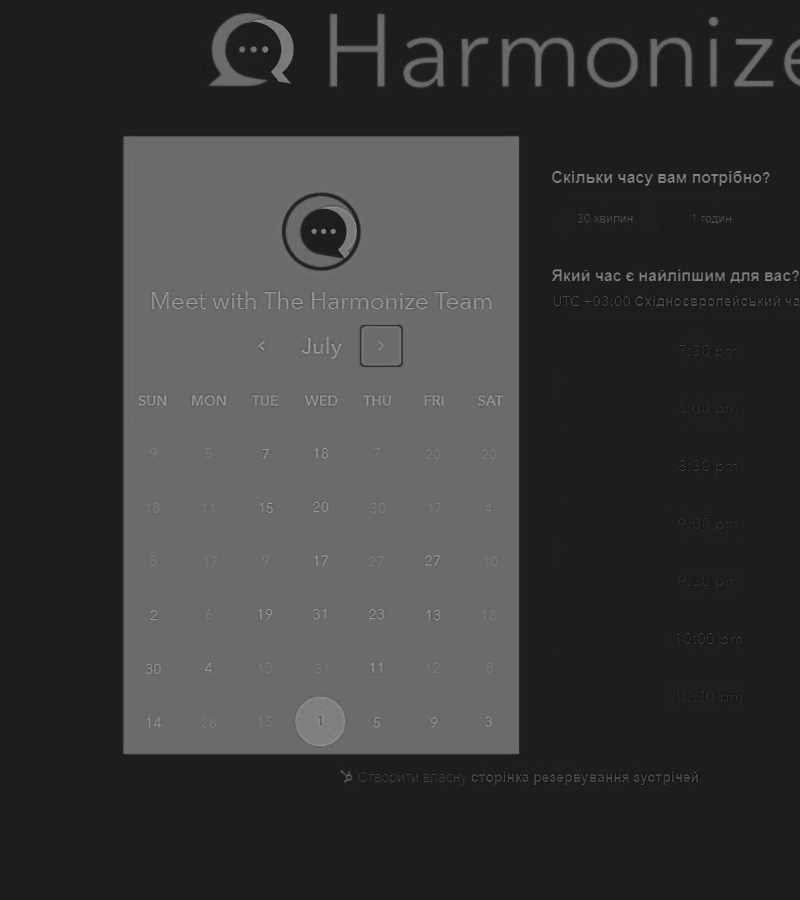 Harmonize
Meet with The Harmonize Team
July
SUN MON TUE WED THU FRI SAT
9 5 7 18 7 20 20
18 11 15 20 30 17 4
8 17 9 17 27 27 10
2 6 19 31 23 13 18
30 4 13 31 11 12 8
14 28 15 1 5 9 3
Скільки часу вам потрібно?
30 хвилин 1 годин
Який час є найліпшим для вас?
UTC +03:00 Східноєвропейський ча
7:30 pm
8:00 pm
8:30 pm
9:00 pm
9:30 pm
10:00 pm
10:30 pm
Створити власну сторінка резервування зустрічей